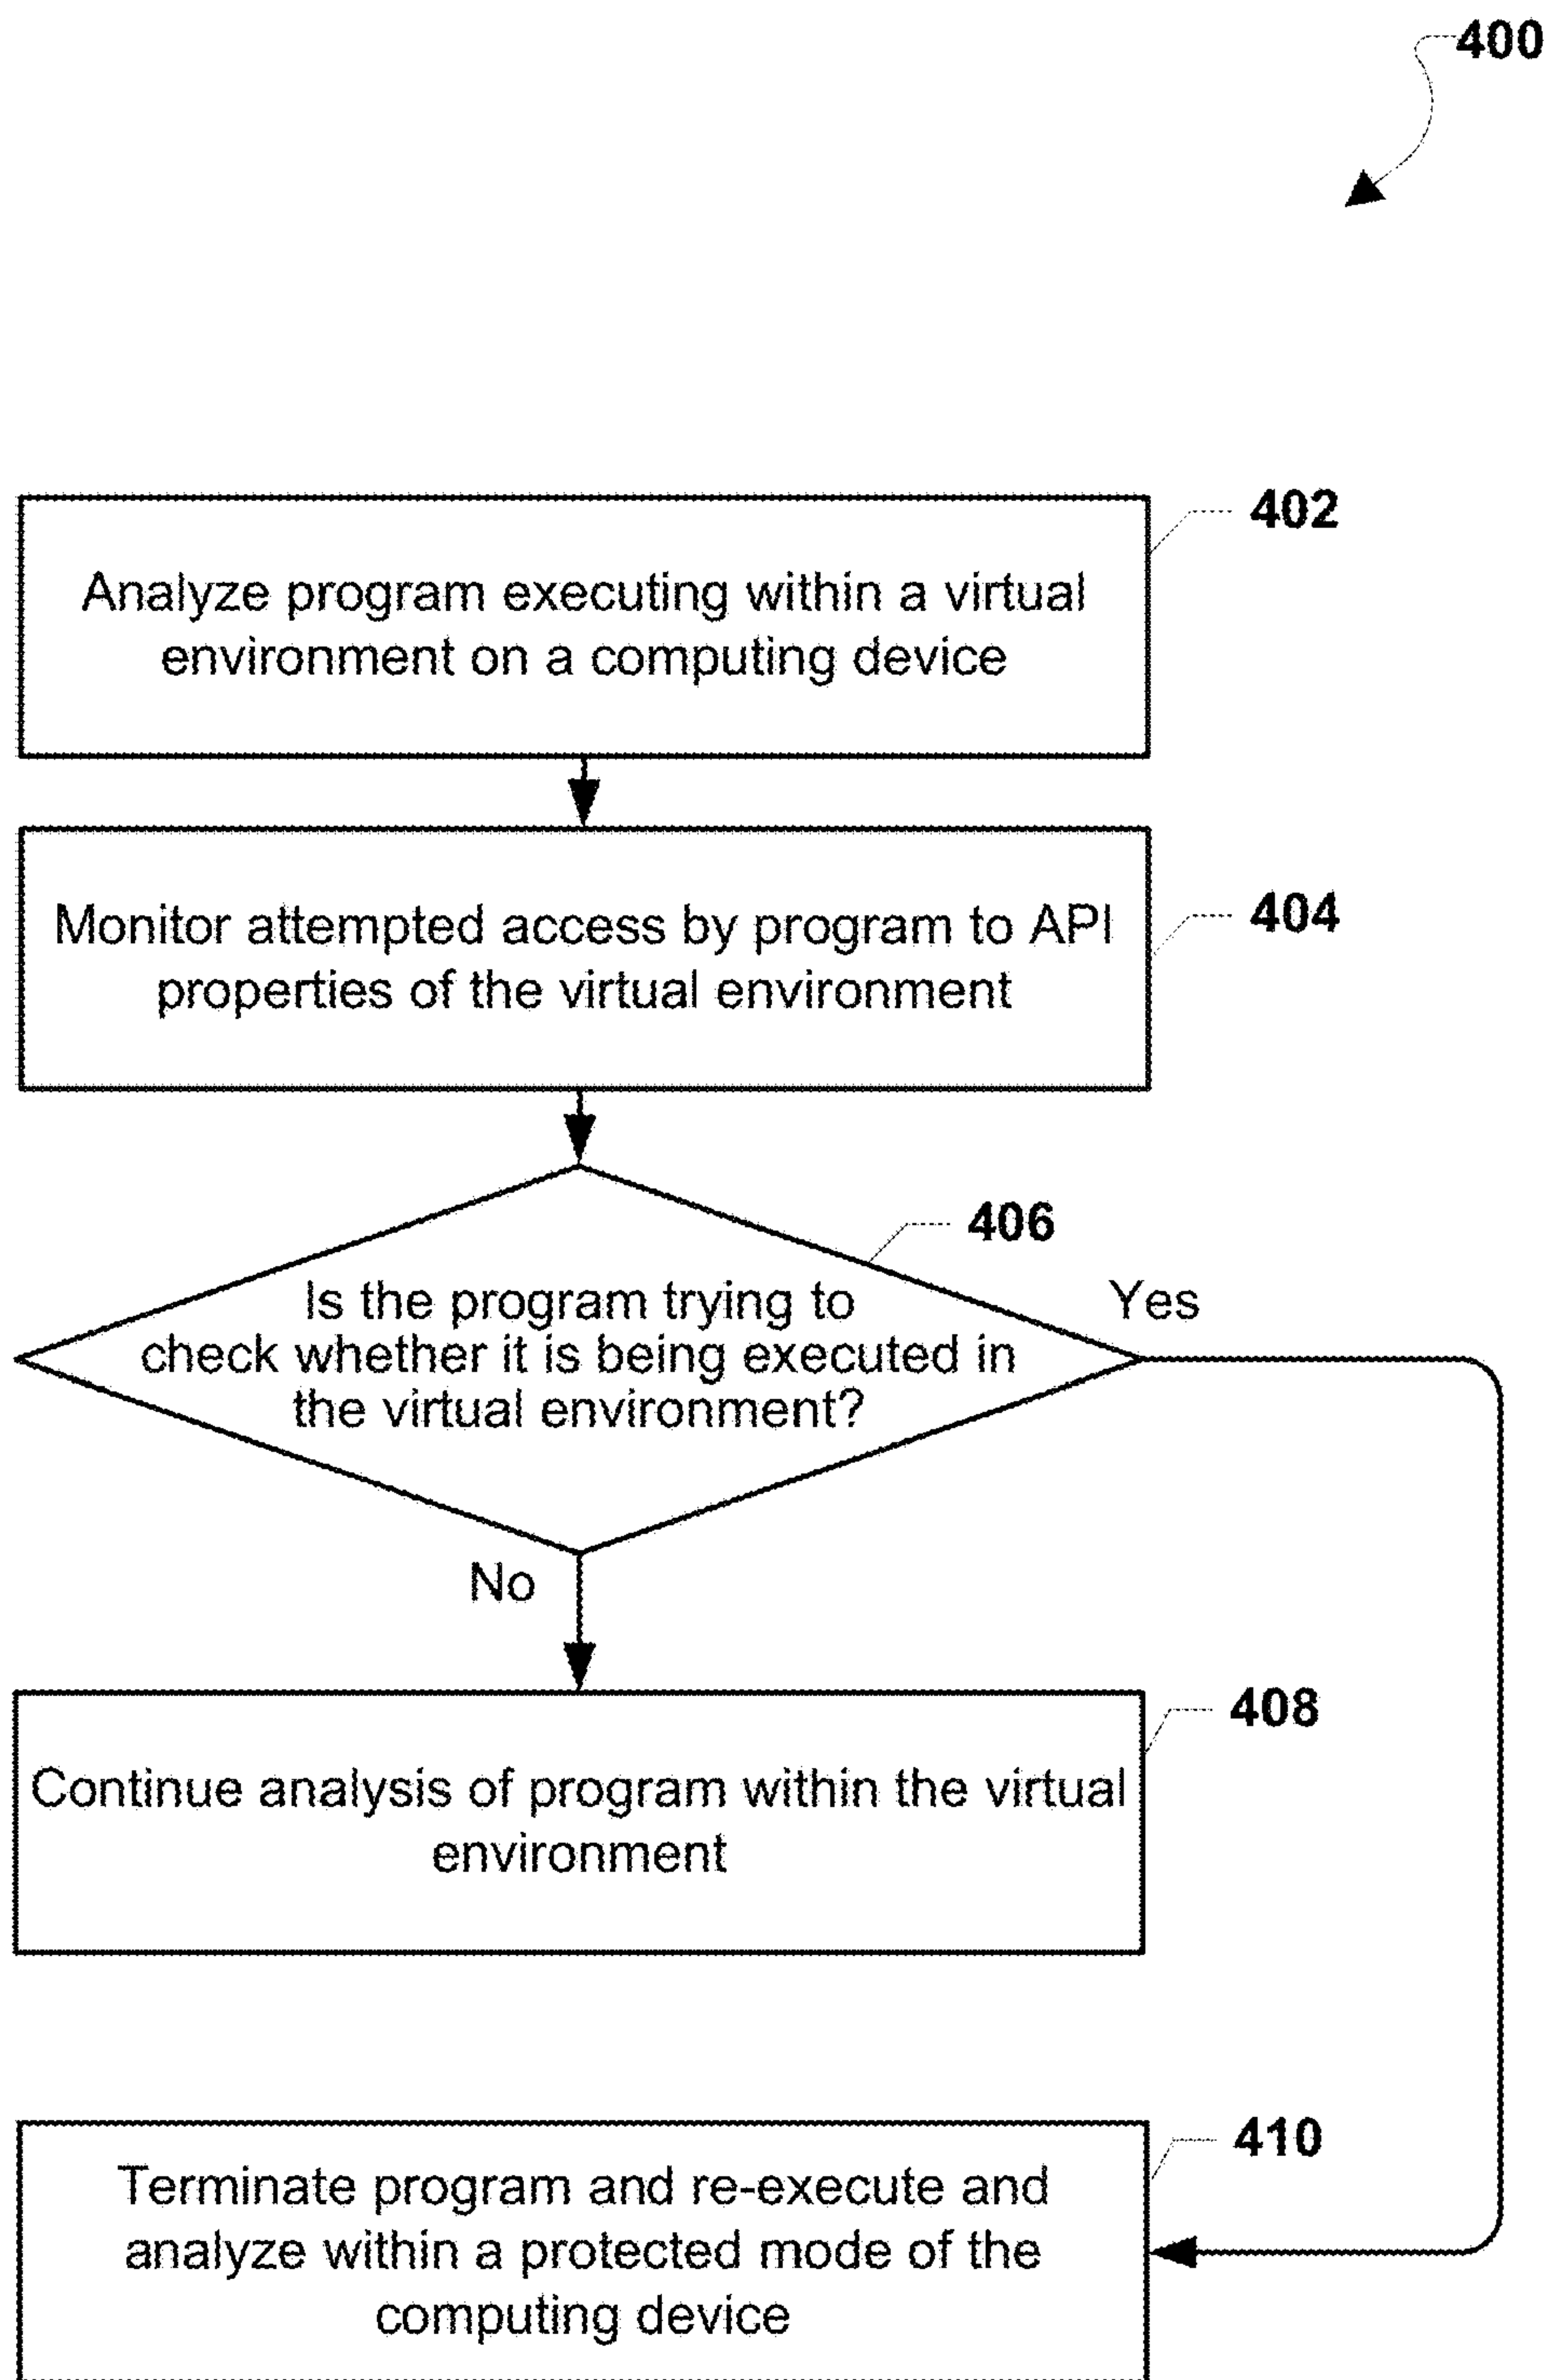 400
402
Analyze program executing within a virtual
environment on a computing device
404
Monitor attempted access by program to API
properties of the virtual environment
406
Is the program trying to
check whether it is being executed in
the virtual environment?
Yes
No
408
Continue analysis of program within the virtual
environment
410
Terminate program and re-execute and
analyze within a protected mode of the
computing device